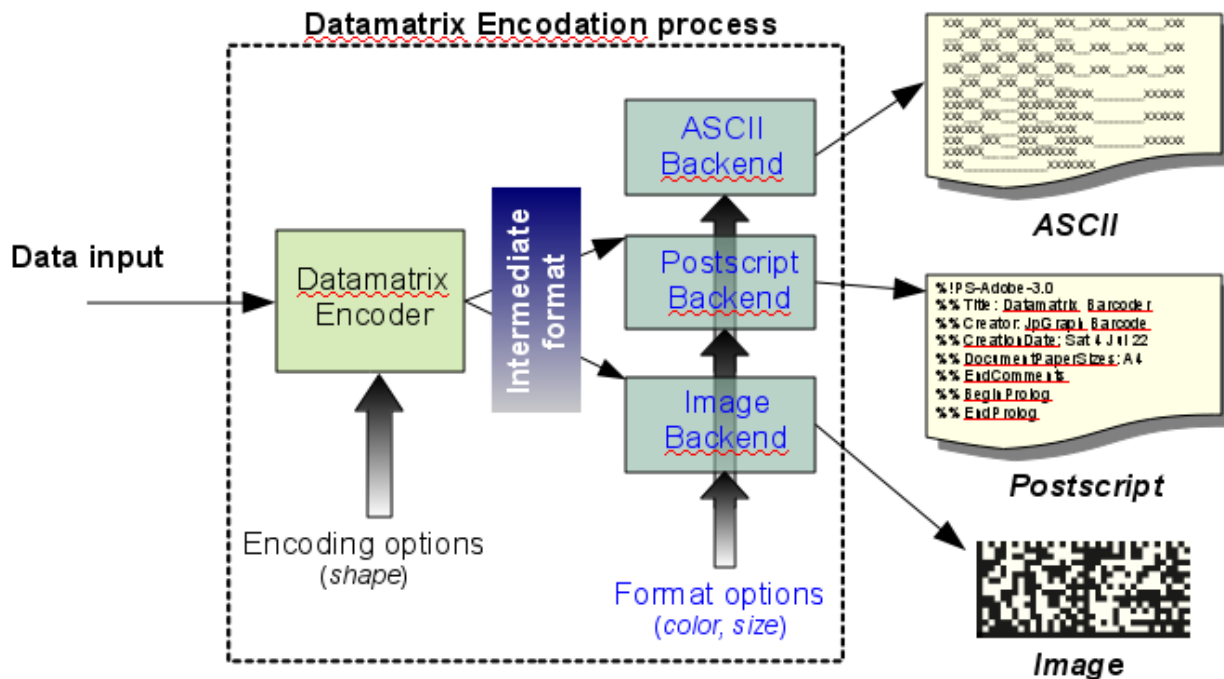 Datamatrix Encodation process
Data input
Datamatrix
Encoder
Intermediate
format
ASCII
Backend
Postscript
Backend
Image
Backend
Encoding options
(shape)
Format options
(color, size)
ASCII
%!PS-Adobe-3.0
%% Title: Datamatrix Barcoder
%% Creator: JpGraph Barcode
%% CreationDate: Sat 4 Jul 22
%% DocumentPaperSizes: A4
%% EndComments
%% BeginProlog
%% EndProlog
Postscript
Image